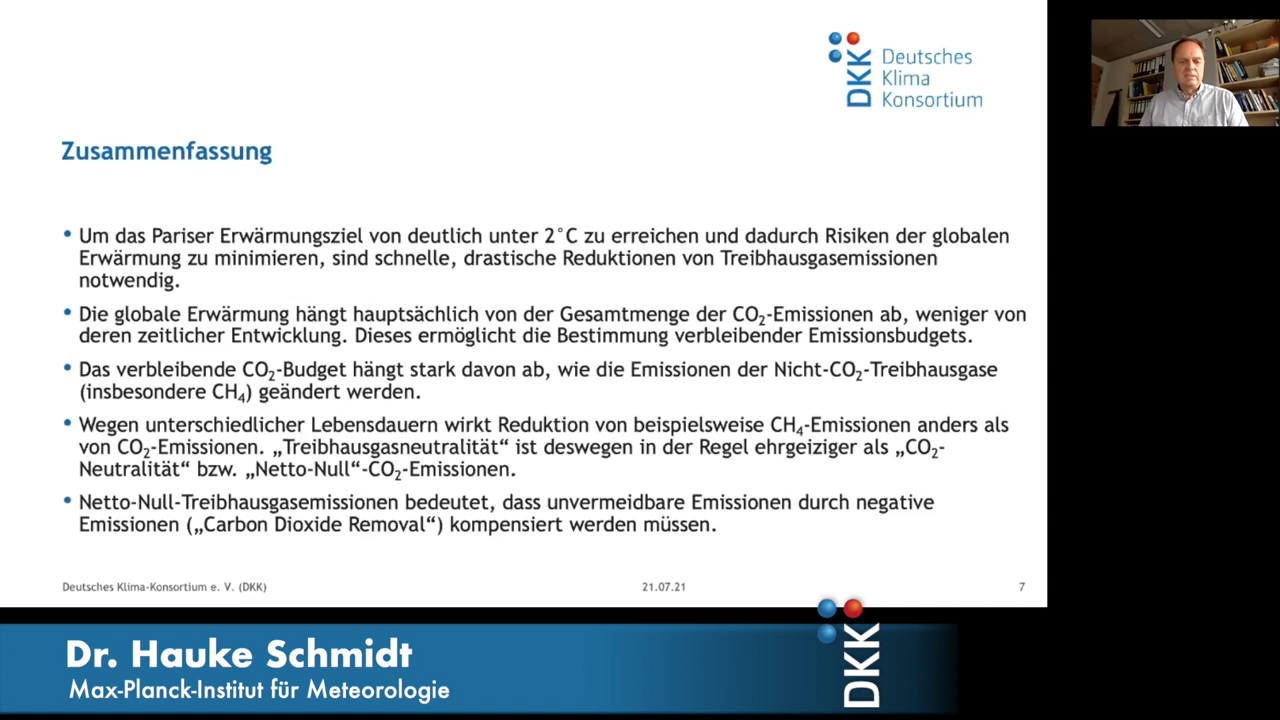 DKK
Deutsches
Klima
Konsortium
Zusammenfassung
• Um das Pariser Erwärmungsziel von deutlich unter 2°C zu erreichen und dadurch Risiken der globalen
Erwärmung zu minimieren, sind schnelle, drastische Reduktionen von Treibhausgasemissionen
notwendig.
• Die globale Erwärmung hängt hauptsächlich von der Gesamtmenge der CO₂-Emissionen ab, weniger von
deren zeitlicher Entwicklung. Dieses ermöglicht die Bestimmung verbleibender Emissionsbudgets.
• Das verbleibende CO₂-Budget hängt stark davon ab, wie die Emissionen der Nicht-CO₂-Treibhausgase
(insbesondere CH₄) geändert werden.
• Wegen unterschiedlicher Lebensdauern wirkt Reduktion von beispielsweise CH₄-Emissionen anders als
von CO₂-Emissionen. „Treibhausgasneutralität“ ist deswegen in der Regel ehrgeiziger als „CO₂-
Neutralität“ bzw. „Netto-Null“-CO₂-Emissionen.
• Netto-Null-Treibhausgasemissionen bedeutet, dass unvermeidbare Emissionen durch negative
Emissionen („Carbon Dioxide Removal“) kompensiert werden müssen.
Deutsches Klima-Konsortium e. V. (DKK)
21.07.21
7
Dr. Hauke Schmidt
Max-Planck-Institut für Meteorologie
DKK